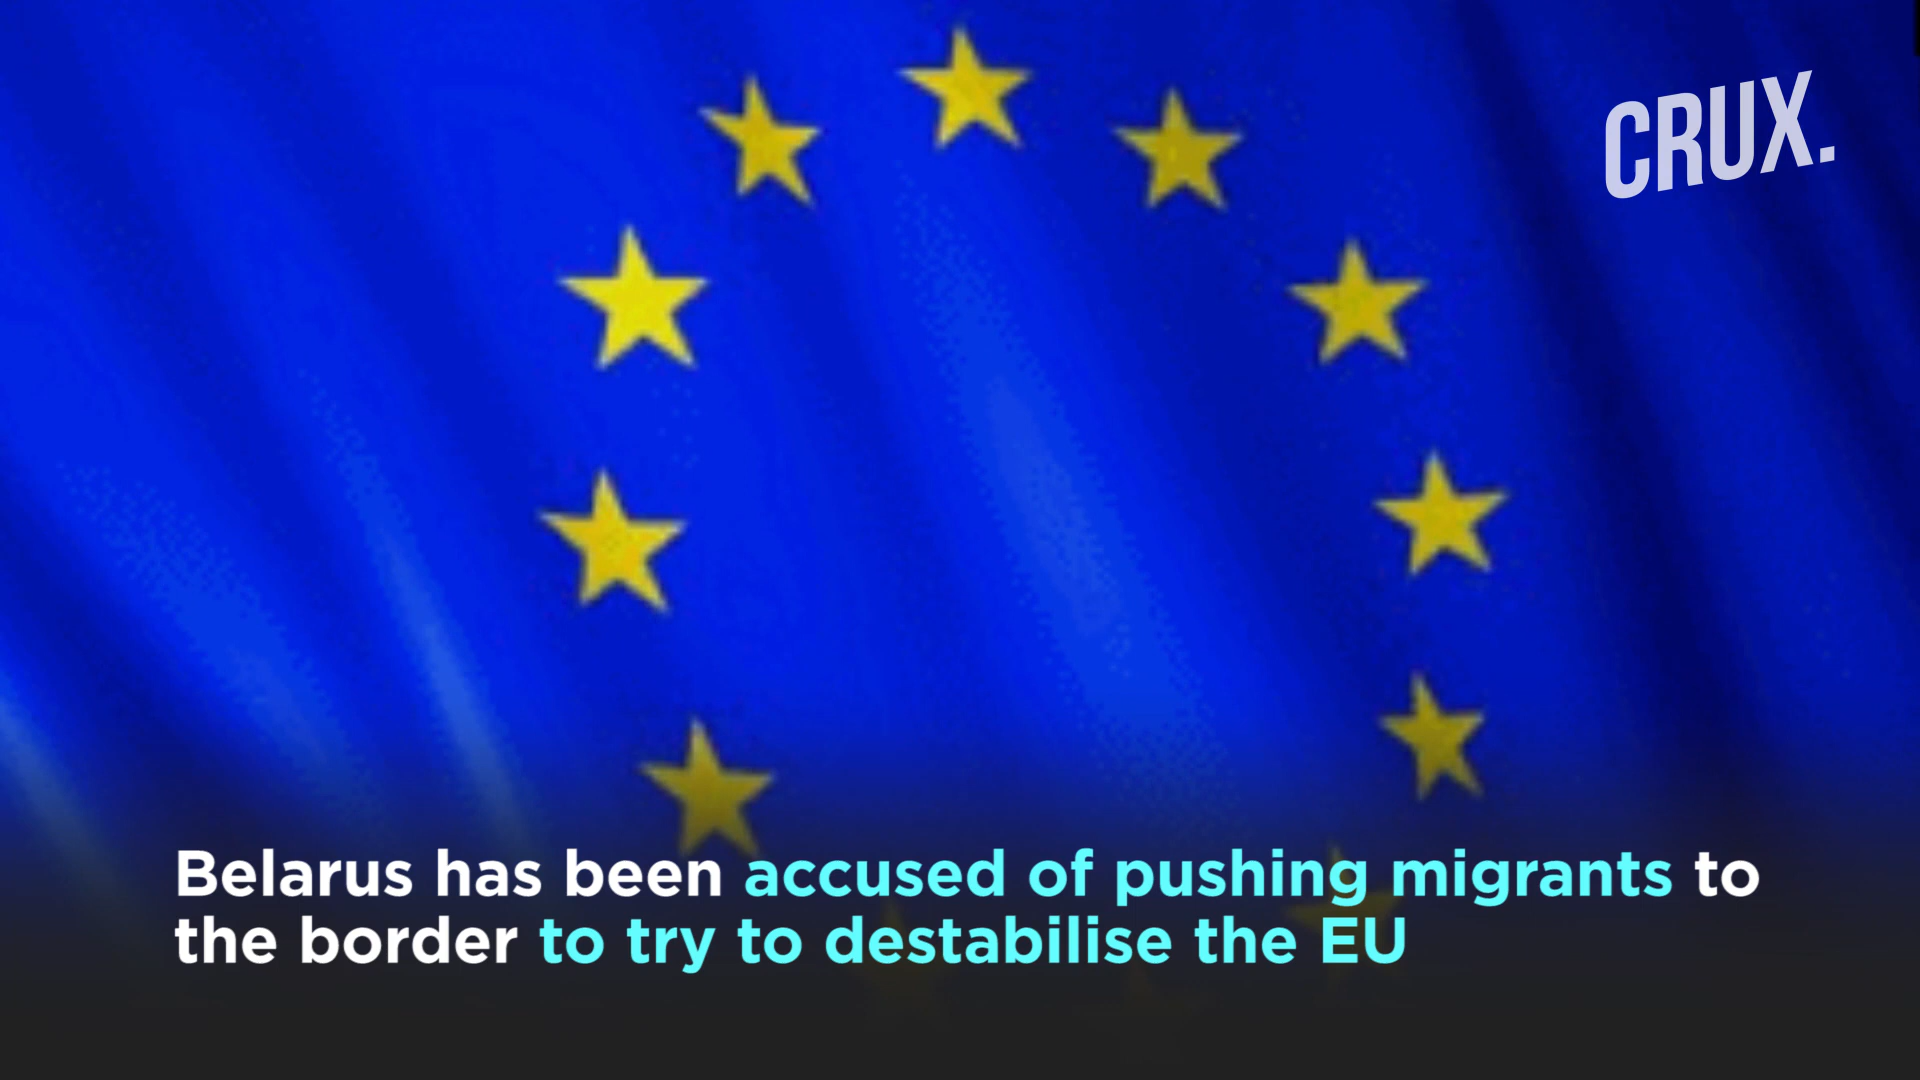 CRUX.
Belarus has been accused of pushing migrants to
the border to try to destabilise the EU